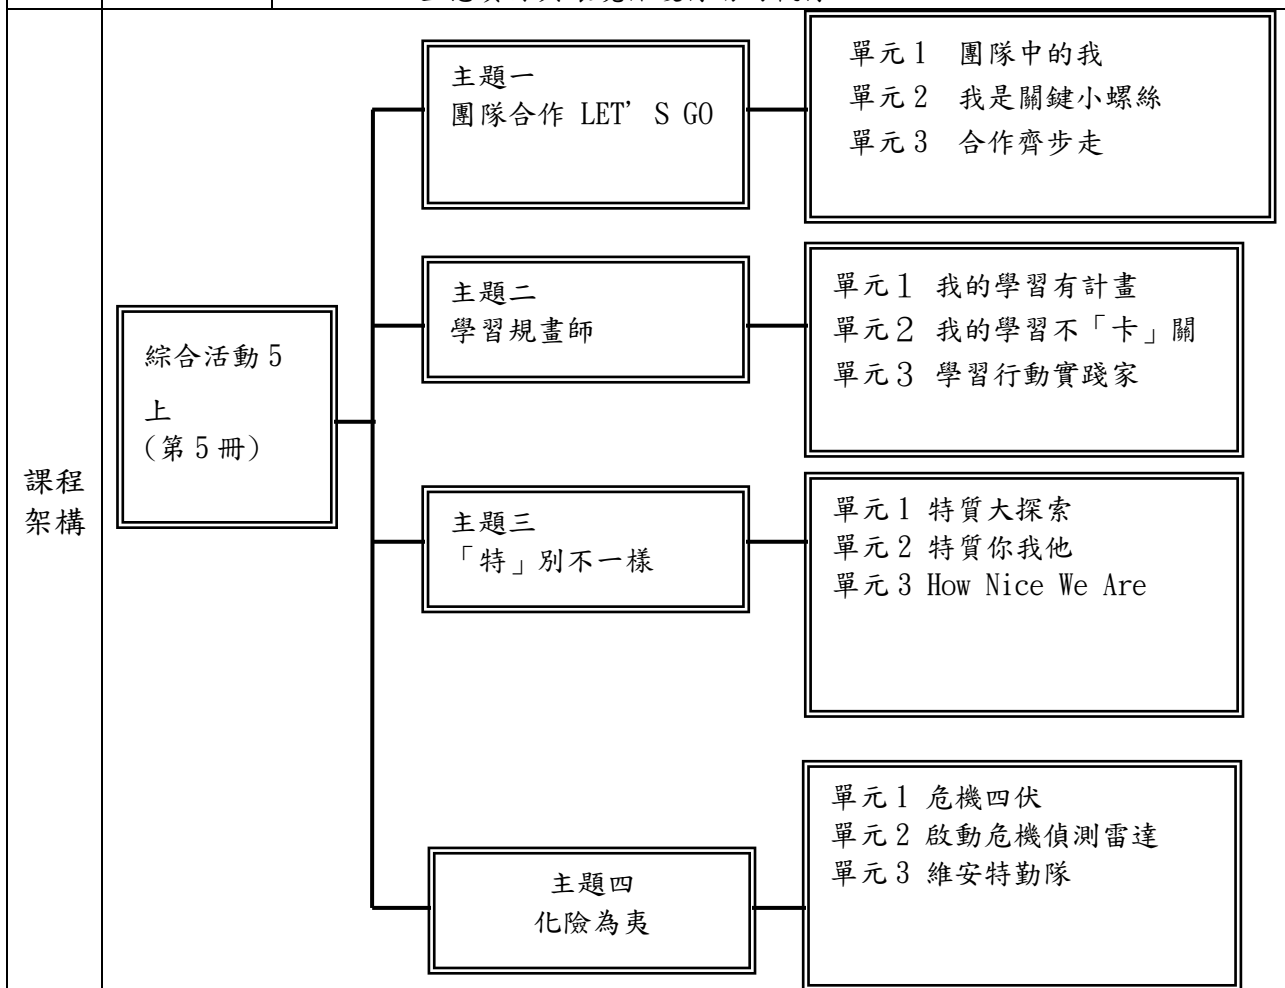 課程
架構
綜合活動5
上
(第5冊)
主題一
團隊合作 LET’S GO
單元1 團隊中的我
單元2 我是關鍵小螺絲
單元3 合作齊步走
主題二
學習規畫師
單元1 我的學習有計畫
單元2 我的學習不「卡」關
單元3 學習行動實踐家
主題三
「特」別不一樣
單元1 特質大探索
單元2 特質你我他
單元3 How Nice We Are
主題四
化險為夷
單元1 危機四伏
單元2 啟動危機偵測雷達
單元3 維安特勤隊